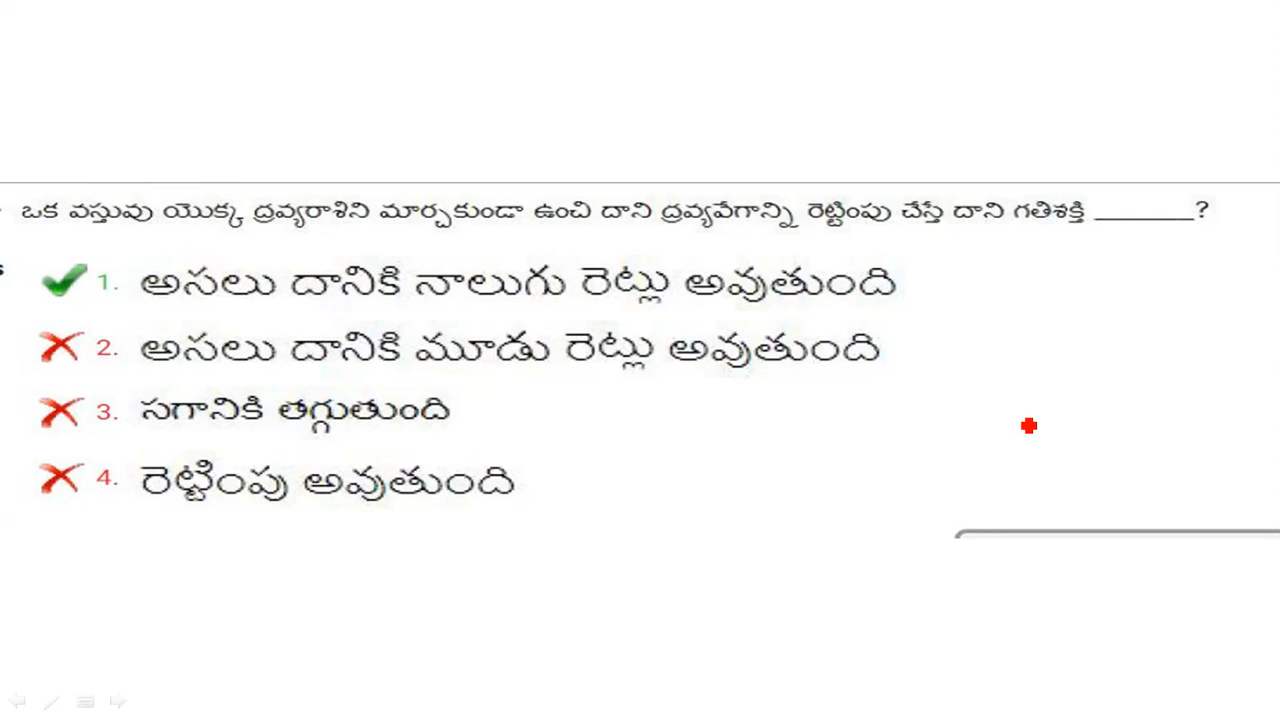 ఒక వస్తువు యొక్క ద్రవ్యరాశిని మార్చకుండా ఉంచి దాని ద్రవ్యవేగాన్ని రెట్టింపు చేస్తే దాని గతిశక్తి ________?
1. అసలు దానికి నాలుగు రెట్లు అవుతుంది
2. అసలు దానికి మూడు రెట్లు అవుతుంది
3. సగానికి తగ్గుతుంది
4. రెట్టింపు అవుతుంది